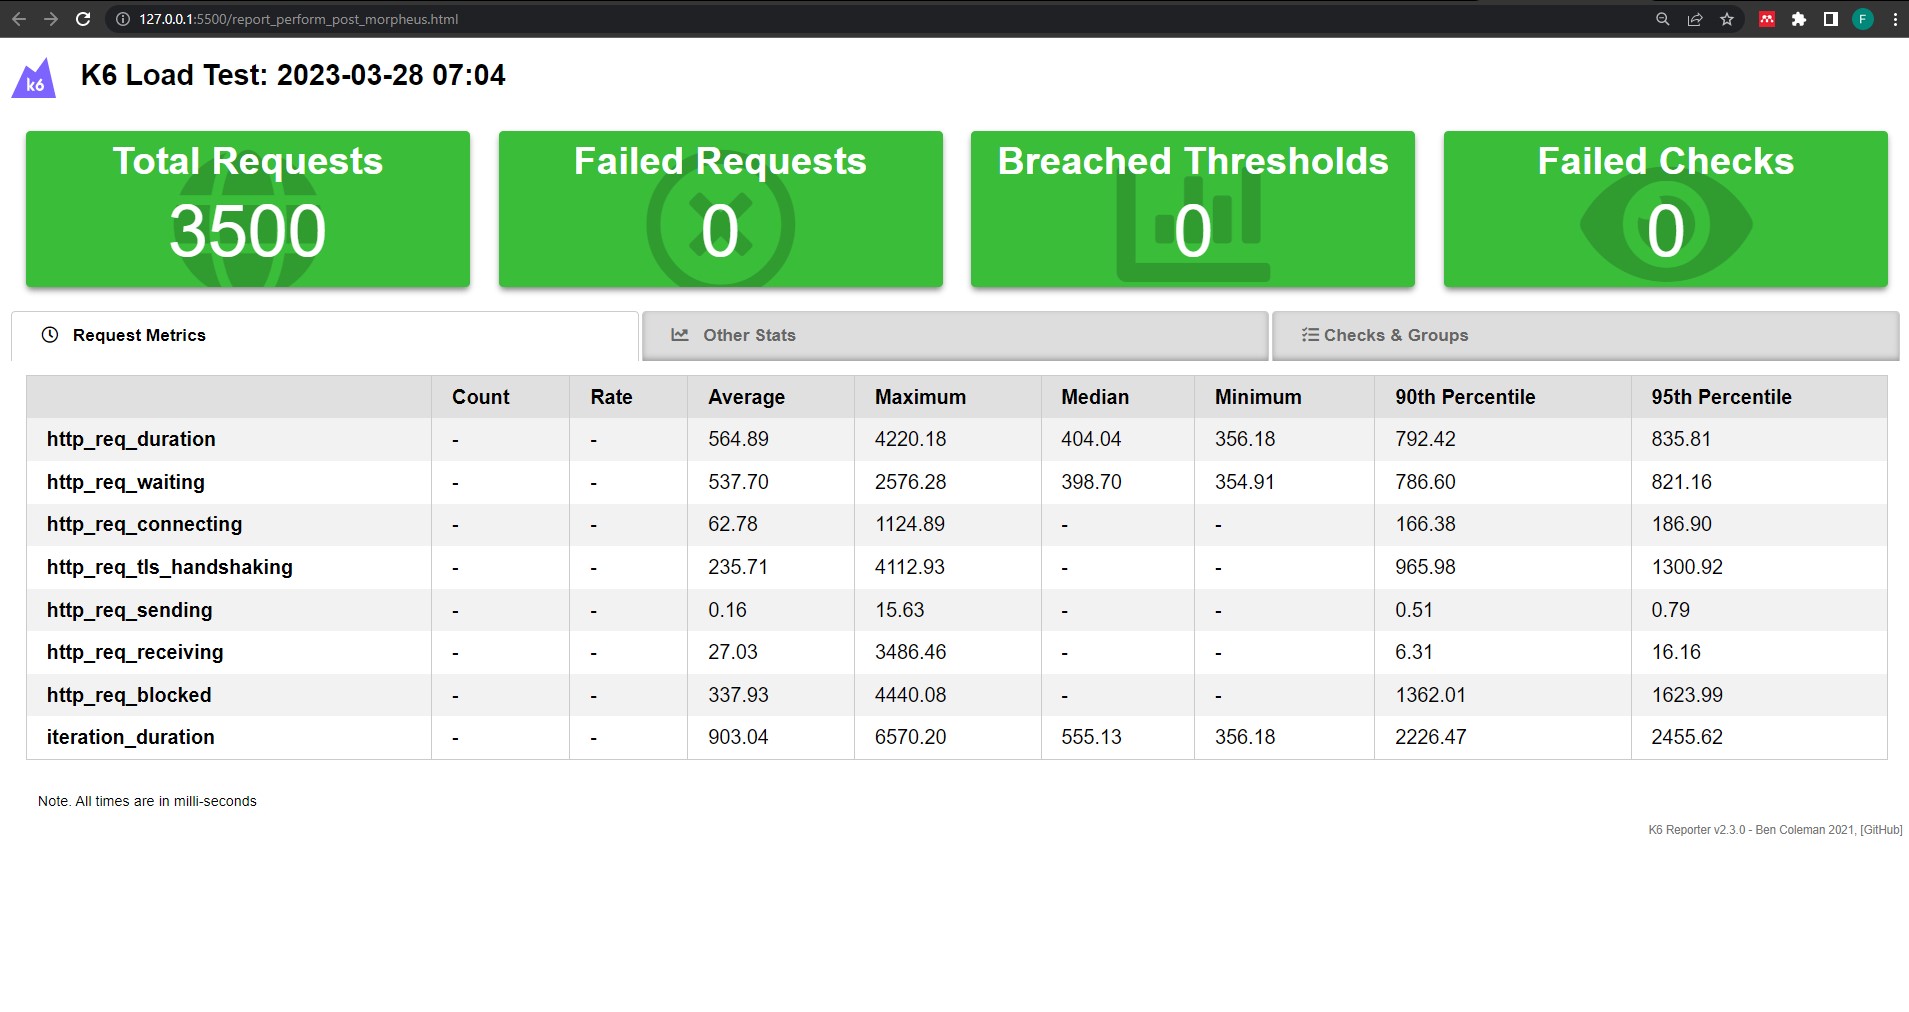 127.0.0.1:5500/report_perform_post_morpheus.html
F
k6
K6 Load Test: 2023-03-28 07:04
Total Requests Failed Requests Breached Thresholds Failed Checks
3500 0 0 0
Request Metrics Other Stats Checks & Groups
Count Rate Average Maximum Median Minimum 90th Percentile 95th Percentile
http_req_duration - - 564.89 4220.18 404.04 356.18 792.42 835.81
http_req_waiting - - 537.70 2576.28 398.70 354.91 786.60 821.16
http_req_connecting - - 62.78 1124.89 - - 166.38 186.90
http_req_tls_handshaking - - 235.71 4112.93 - - 965.98 1300.92
http_req_sending - - 0.16 15.63 - - 0.51 0.79
http_req_receiving - - 27.03 3486.46 - - 6.31 16.16
http_req_blocked - - 337.93 4440.08 - - 1362.01 1623.99
iteration_duration - - 903.04 6570.20 555.13 356.18 2226.47 2455.62
Note. All times are in milli-seconds
K6 Reporter v2.3.0 - Ben Coleman 2021, [GitHub]